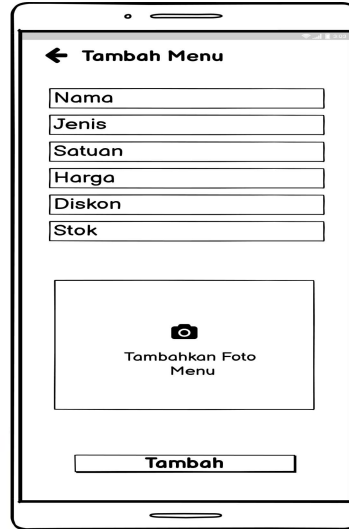 Tambah Menu
Nama
Jenis
Satuan
Harga
Diskon
Stok
Tambahkan Foto
Menu
Tambah